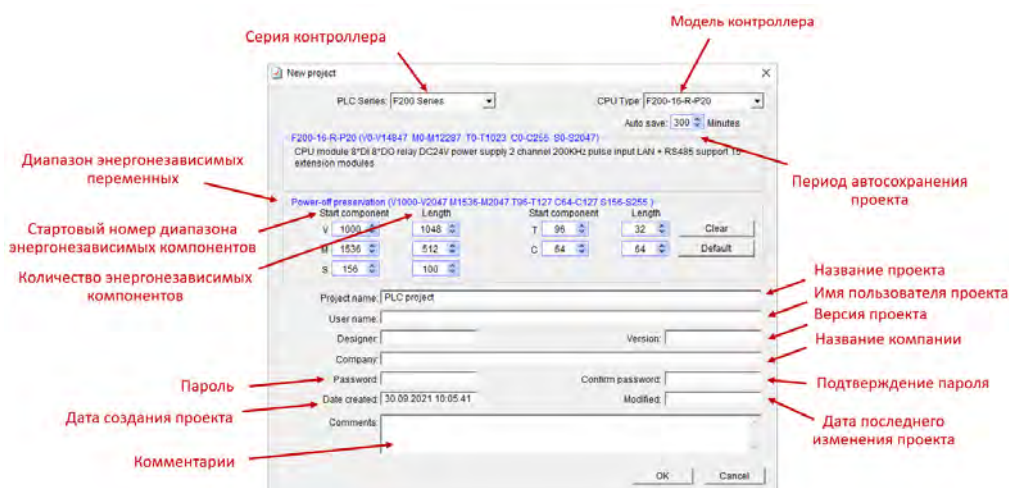 Модель контроллера
Серия контроллера
New project
PLC Series: F200 Series
CPU Type: F200-16-R-P20
Auto save: 300 Minutes
F200-16-R-P20 (V0-V14847 M0-M12287 T0-T1023 C0-C255 S0-S2047)
CPU module 8*DI 8*DO relay DC24V power supply 2 channel 200KHz pulse input LAN + RS485 support 15
extension modules
Диапазон энергонезависимых
переменных
Период автосохранения
проекта
Power-off preservation (V1000-V2047 M1536-M2047 T96-T127 C64-C127 S156-S255 )
Start component Length Start component Length
Стартовый номер диапазона
энергонезависимых компонентов
V 1000 1048 T 96 32 Clear
M 1536 512 C 64 64 Default
S 156 100
Количество энергонезависимых
компонентов
Название проекта
Project name: PLC project
Имя пользователя проекта
User name:
Версия проекта
Designer: Version:
Название компании
Company:
Пароль
Password: Confirm password:
Подтверждение пароля
Дата создания проекта
Date created: 30.09.2021 10:05:41 Modified:
Дата последнего
изменения проекта
Comments:
Комментарии
OK Cancel